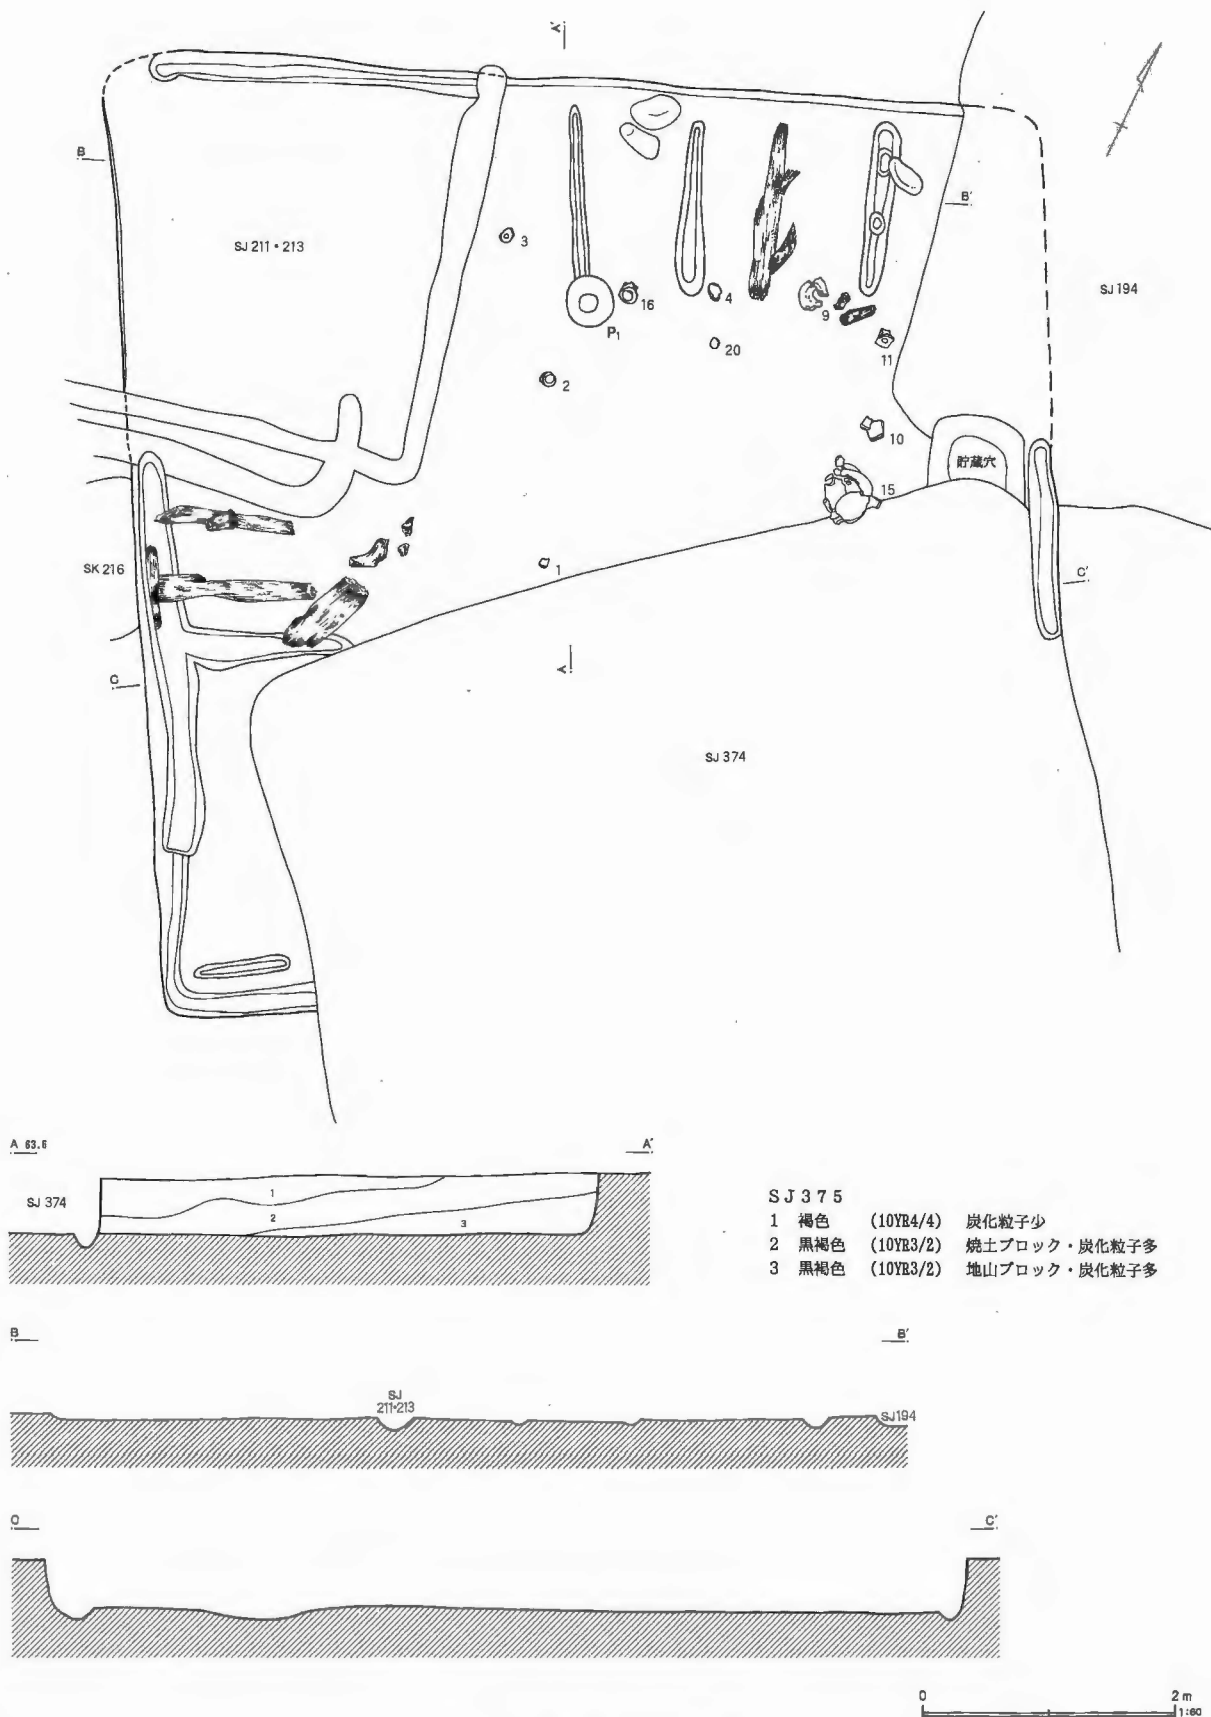 A'
B
B'
SJ 211・213
SJ 194
3
16
4
9
P1
20
11
2
10
貯蔵穴
15
SK 216
1
C'
A
C
SJ 374
A 63.6
A'
SJ 374
1
2
3
SJ375
1 褐色 (10YR4/4) 炭化粒子少
2 黒褐色 (10YR3/2) 焼土ブロック・炭化粒子多
3 黒褐色 (10YR3/2) 地山ブロック・炭化粒子多
B
B'
SJ
211・213
SJ194
C
C'
0
2 m
1:60